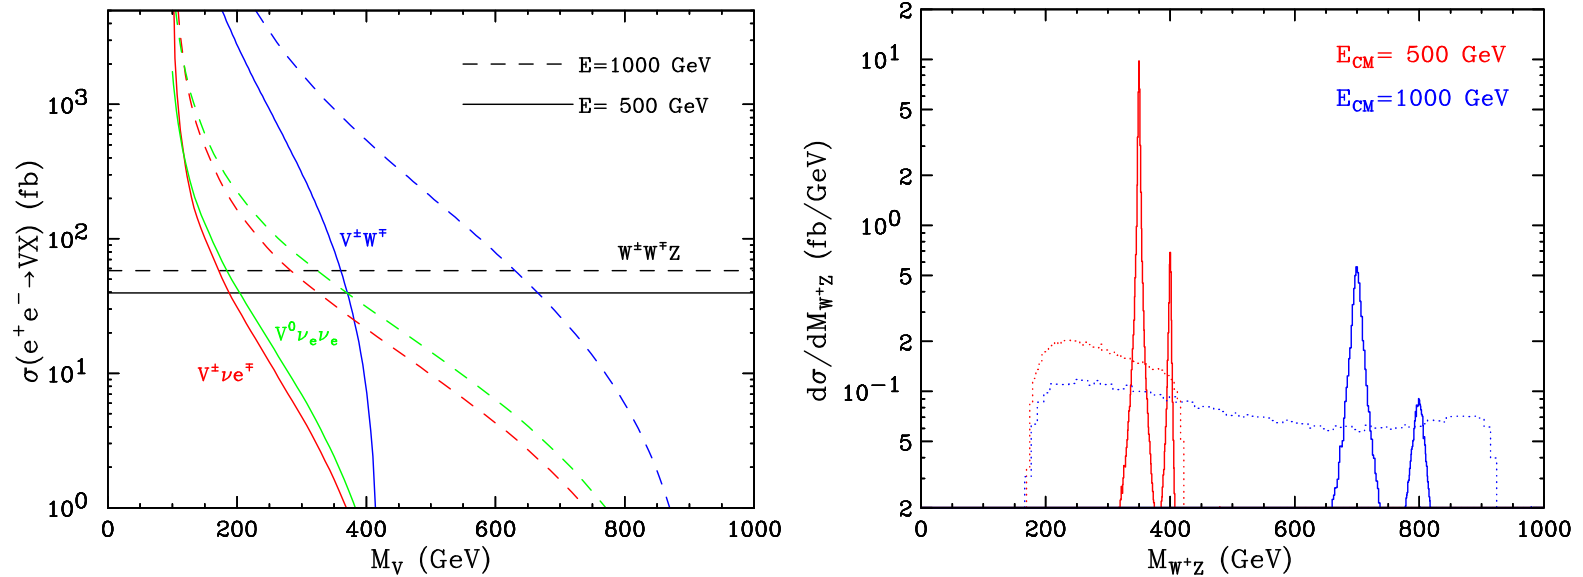 σ(e⁺e⁻→VX) (fb)
10³
10²
10¹
10⁰
E=1000 GeV
E= 500 GeV
V±W∓
W±W∓Z
V⁰νₑνₑ
V±νe∓
0 200 400 600 800 1000
M_V (GeV)
dσ/dM_W⁺Z (fb/GeV)
2
10¹
5
2
10⁰
5
2
10⁻¹
5
2
E_CM= 500 GeV
E_CM=1000 GeV
0 200 400 600 800 1000
M_W⁺Z (GeV)